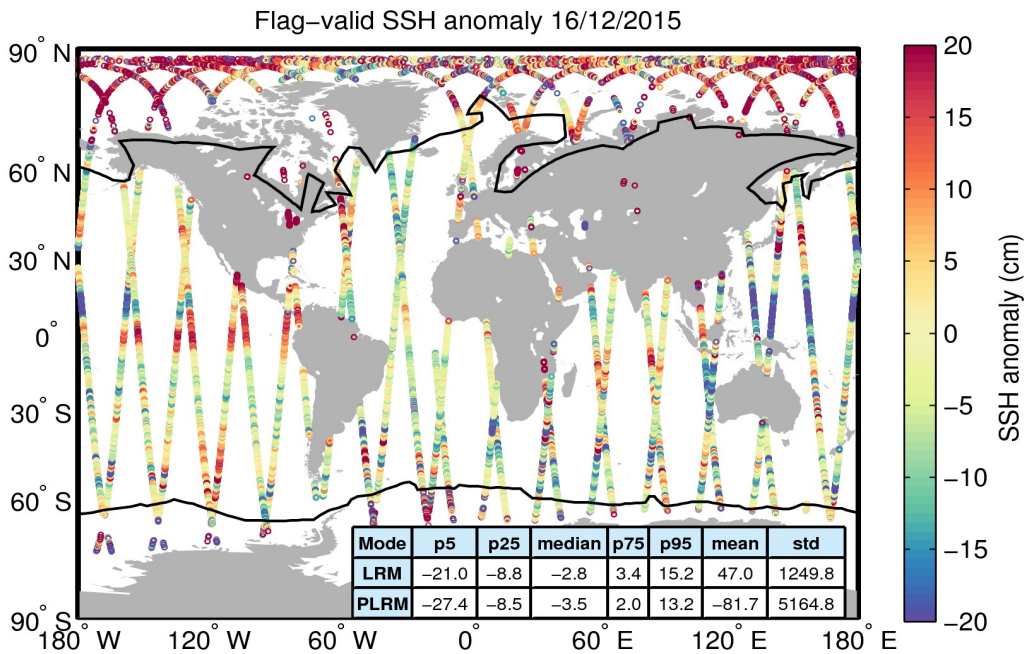 Flag−valid SSH anomaly 16/12/2015
90° N
60° N
30° N
0°
30° S
60° S
90° S
180° W
120° W
60° W
0
60° E
120° E
180° E
Mode p5 p25 median p75 p95 mean std
LRM −21.0 −8.8 −2.8 3.4 15.2 47.0 1249.8
PLRM −27.4 −8.5 −3.5 2.0 13.2 −81.7 5164.8
20
15
10
5
0
−5
−10
−15
−20
SSH anomaly (cm)